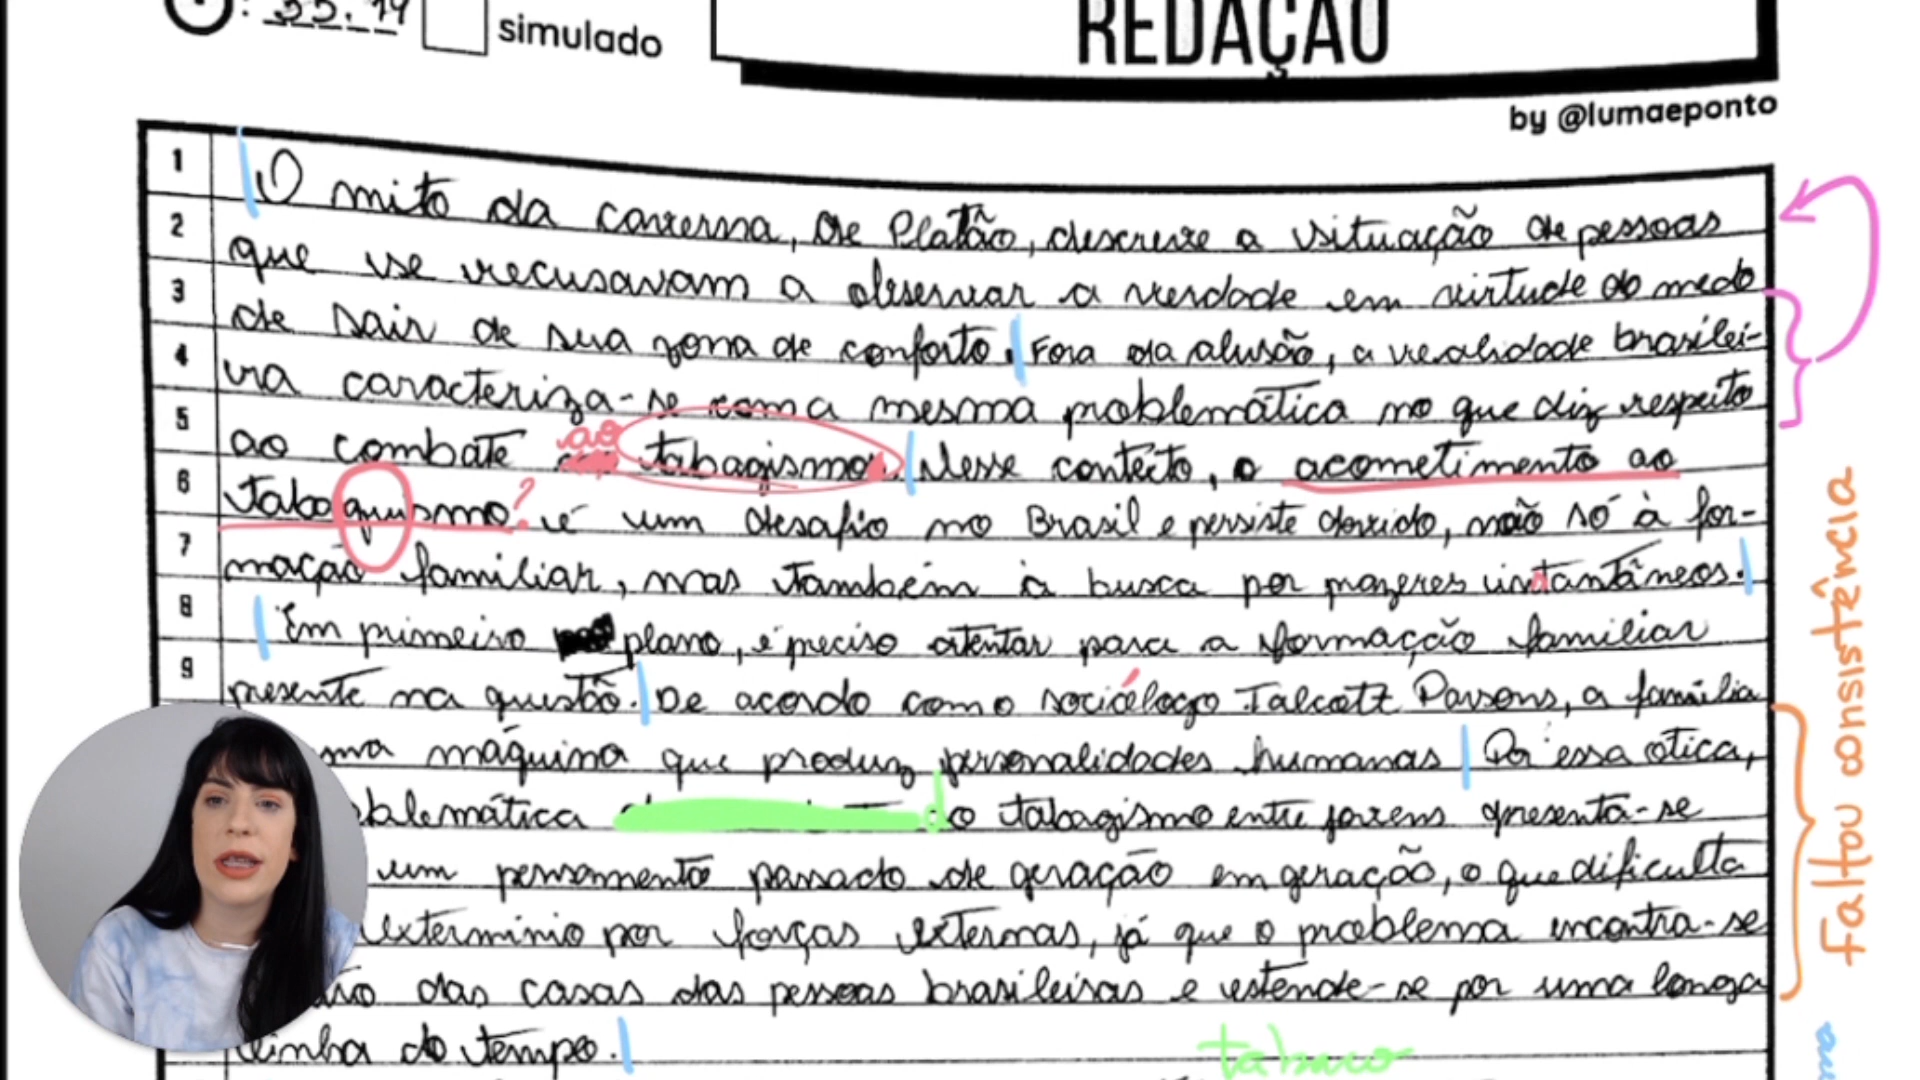 : 55:14
simulado
REDAÇÃO
by @lumaeponto
1 O mito da caverna, de Platão, descreve a situação de pessoas
2 que se recusavam a observar a verdade em virtude do medo
3 de sair de sua zona de conforto. Fora da alusão, a realidade brasilei-
4 ra caracteriza-se com a mesma problemática no que diz respeito
5 ao combate ao tabagismo. Nesse contexto, o acometimento ao
6 tabaquismo? é um desafio no Brasil e persiste devido, não só à for-
7 mação familiar, mas também à busca por prazeres instantâneos.
8 Em primeiro plano, é preciso atentar para a formação familiar
9 presente na questão. De acordo com o sociólogo Talcott Parsons, a família
ma máquina que produz personalidades humanas Por essa ótica,
blemática do tabagismo entre jovens apresenta-se
um pensamento passado de geração em geração, o que dificulta
extermínio por forças externas, já que o problema encontra-se
das casas das pessoas brasileiras e estende-se por uma longa
linha do tempo.
tabaco
Faltou consistência